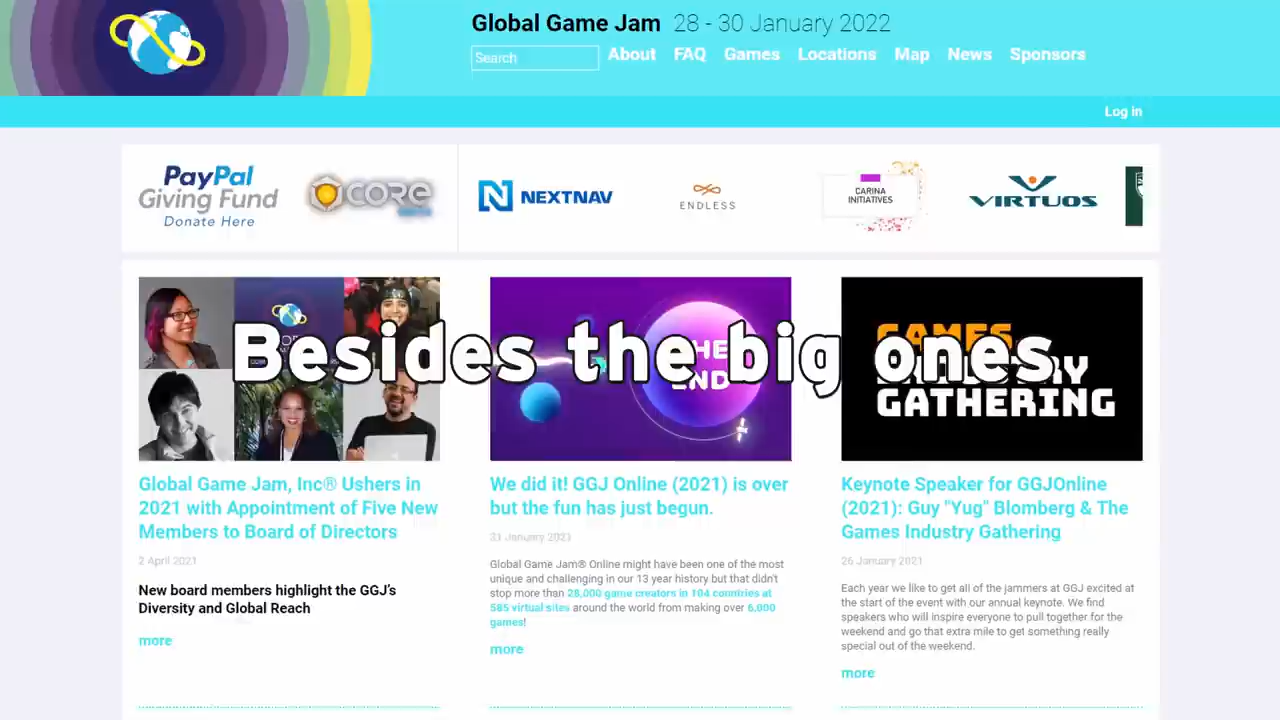 Global Game Jam 28 - 30 January 2022
Search
About FAQ Games Locations Map News Sponsors
Log in
PayPal
Giving Fund
Donate Here
CORE
NEXTNAV
ENDLESS
CARINA
INITIATIVES
VIRTUOS
Besides the big ones
THE
END
GAMES
GATHERING
Global Game Jam, Inc® Ushers in
2021 with Appointment of Five New
Members to Board of Directors
2 April 2021
New board members highlight the GGJ's
Diversity and Global Reach
more
We did it! GGJ Online (2021) is over
but the fun has just begun.
31 January 2021
Global Game Jam® Online might have been one of the most
unique and challenging in our 13 year history but that didn't
stop more than 28,000 game creators in 104 countries at
585 virtual sites around the world from making over 6,000
games!
more
Keynote Speaker for GGJOnline
(2021): Guy "Yug" Blomberg & The
Games Industry Gathering
26 January 2021
Each year we like to get all of the jammers at GGJ excited at
the start of the event with our annual keynote. We find
speakers who will inspire everyone to pull together for the
weekend and go that extra mile to get something really
special out of the weekend.
more